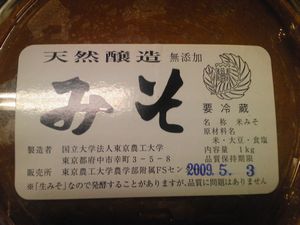 天然醸造 無添加
みそ
要冷蔵
名称 米みそ
原材料名
米・大豆・食塩
内容量 1kg
品質保持期限
2009.5.3
製造者 国立大学法人東京農工大学
東京都府中市幸町3-5-8
販売所 東京農工大学農学部附属FSセン
※「生みそ」なので発酵することがありますが、品質に問題はありません